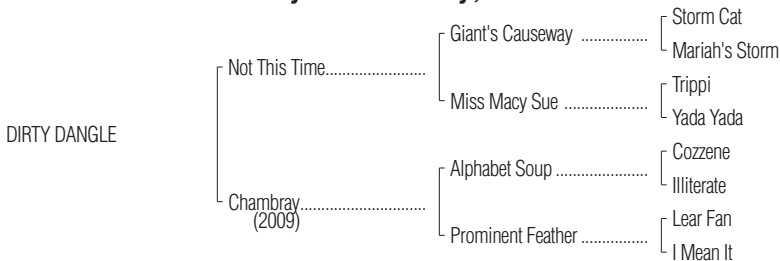 Storm Cat
Giant's Causeway ................
Mariah's Storm
Not This Time........................
Trippi
Miss Macy Sue ....................
Yada Yada
DIRTY DANGLE
Cozzene
Alphabet Soup ......................
Illiterate
Chambray..............................
(2009)
Lear Fan
Prominent Feather ................
I Mean It